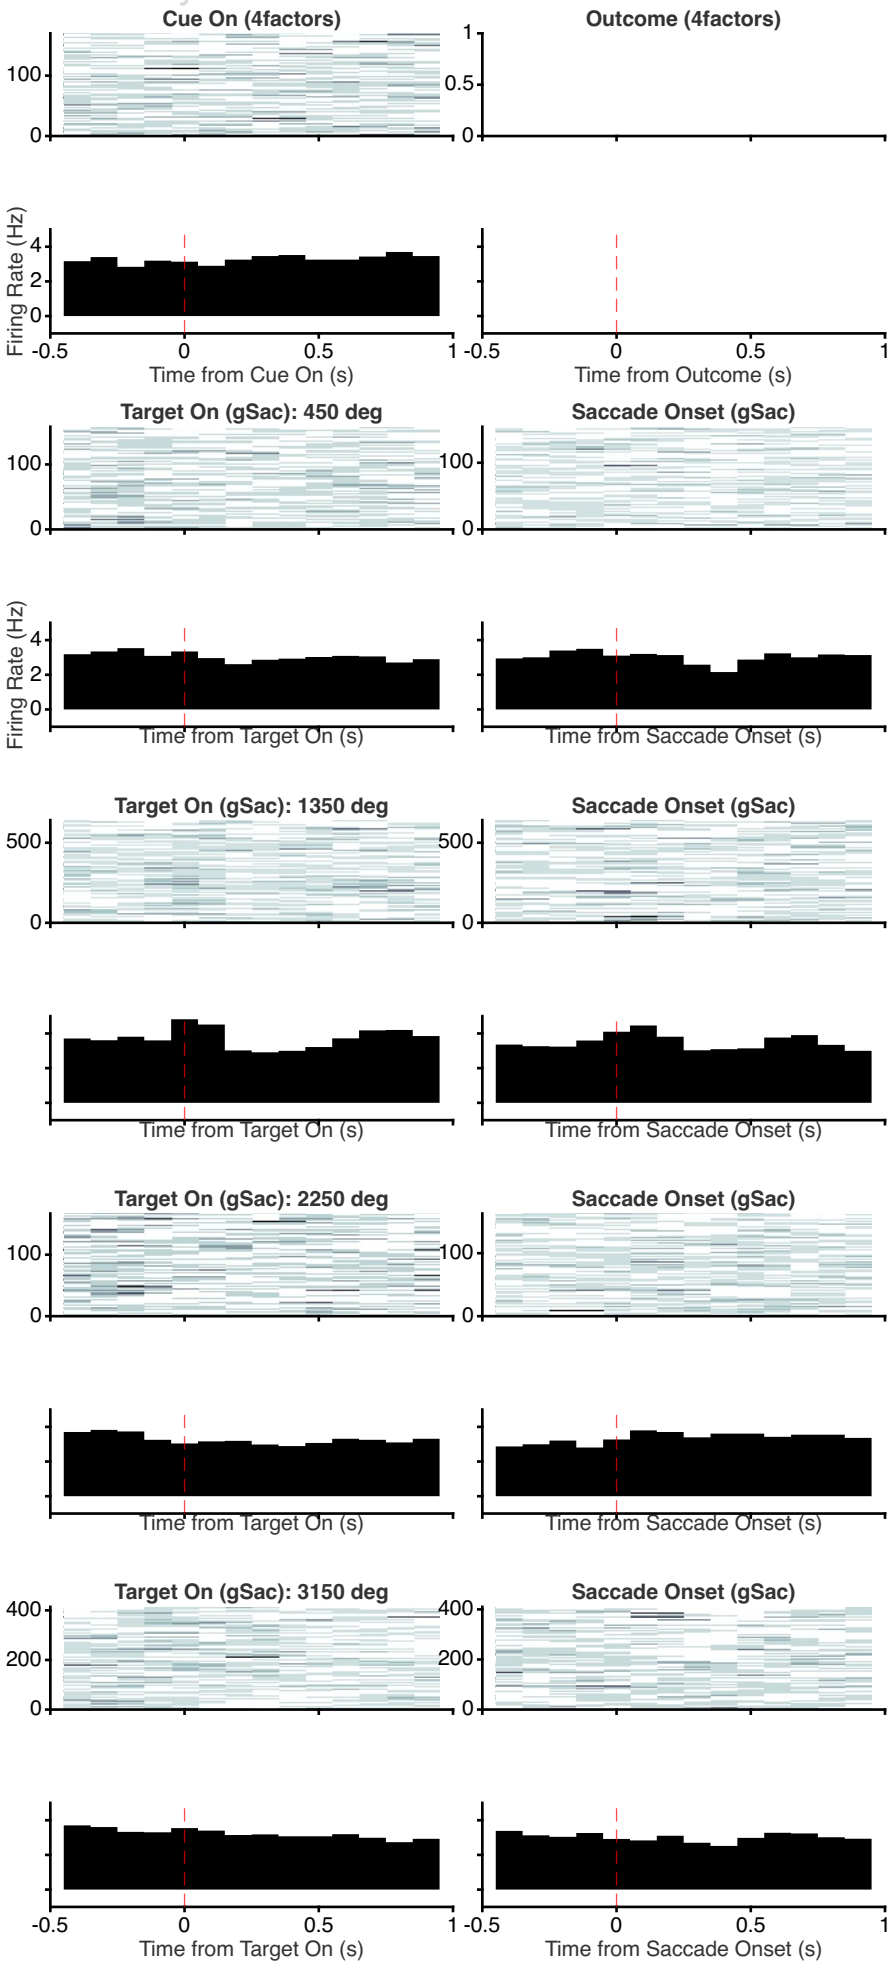 Cue On (4factors)
Outcome (4factors)
100
0
1
0.5
0
Firing Rate (Hz)
4
2
0
-0.5 0 0.5 1
Time from Cue On (s)
-0.5 0 0.5 1
Time from Outcome (s)
Target On (gSac): 450 deg
Saccade Onset (gSac)
100
0
100
0
Firing Rate (Hz)
4
2
0
Time from Target On (s)
Time from Saccade Onset (s)
Target On (gSac): 1350 deg
Saccade Onset (gSac)
500
0
500
0
Time from Target On (s)
Time from Saccade Onset (s)
Target On (gSac): 2250 deg
Saccade Onset (gSac)
100
0
100
0
Time from Target On (s)
Time from Saccade Onset (s)
Target On (gSac): 3150 deg
Saccade Onset (gSac)
400
200
0
400
200
0
-0.5 0 0.5 1
Time from Target On (s)
-0.5 0 0.5 1
Time from Saccade Onset (s)